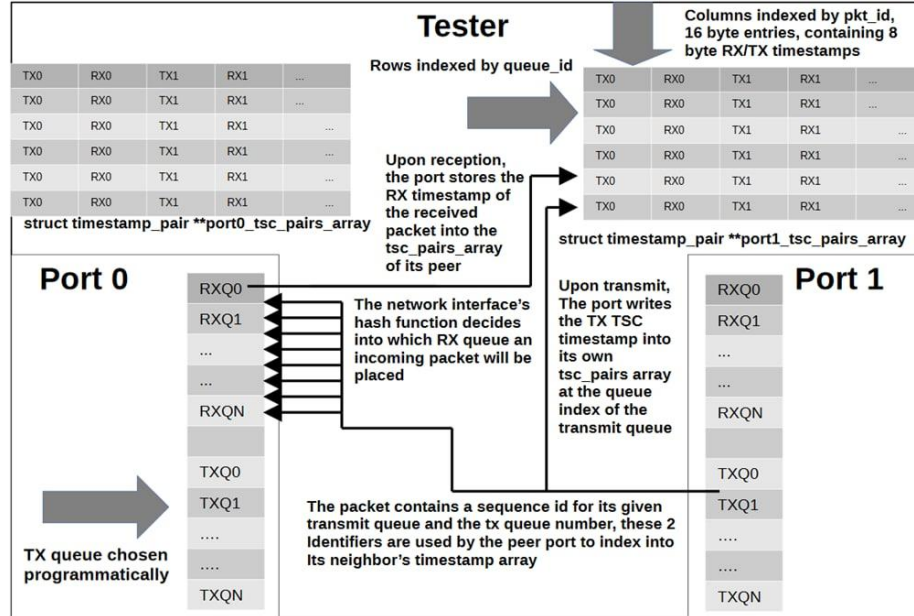 Tester
Columns indexed by pkt_id,
16 byte entries, containing 8
byte RX/TX timestamps
Rows indexed by queue_id
TX0 RX0 TX1 RX1 ...
TX0 RX0 TX1 RX1 ...
TX0 RX0 TX1 RX1 ...
TX0 RX0 TX1 RX1 ...
TX0 RX0 TX1 RX1 ...
TX0 RX0 TX1 RX1 ...
struct timestamp_pair **port0_tsc_pairs_array
TX0 RX0 TX1 RX1 ...
TX0 RX0 TX1 RX1 ...
TX0 RX0 TX1 RX1 ...
TX0 RX0 TX1 RX1 ...
TX0 RX0 TX1 RX1 ...
TX0 RX0 TX1 RX1 ...
struct timestamp_pair **port1_tsc_pairs_array
Upon reception,
the port stores the
RX timestamp of
the received
packet into the
tsc_pairs_array
of its peer
Port 0
RXQ0
RXQ1
...
...
RXQN
TXQ0
TXQ1
....
....
TXQN
TX queue chosen
programmatically
The network interface's
hash function decides
into which RX queue an
incoming packet will be
placed
Upon transmit,
The port writes
the TX TSC
timestamp into
its own
tsc_pairs array
at the queue
index of the
transmit queue
The packet contains a sequence id for its given
transmit queue and the tx queue number, these 2
Identifiers are used by the peer port to index into
Its neighbor's timestamp array
Port 1
RXQ0
RXQ1
...
...
RXQN
TXQ0
TXQ1
....
....
TXQN